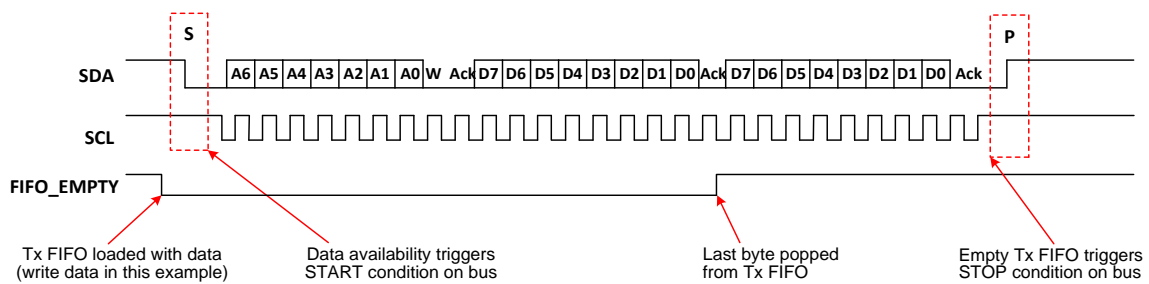 S P
SDA A6 A5 A4 A3 A2 A1 A0 W Ack D7 D6 D5 D4 D3 D2 D1 D0 Ack D7 D6 D5 D4 D3 D2 D1 D0 Ack
SCL
FIFO_EMPTY
Tx FIFO loaded with data
(write data in this example)
Data availability triggers
START condition on bus
Last byte popped
from Tx FIFO
Empty Tx FIFO triggers
STOP condition on bus